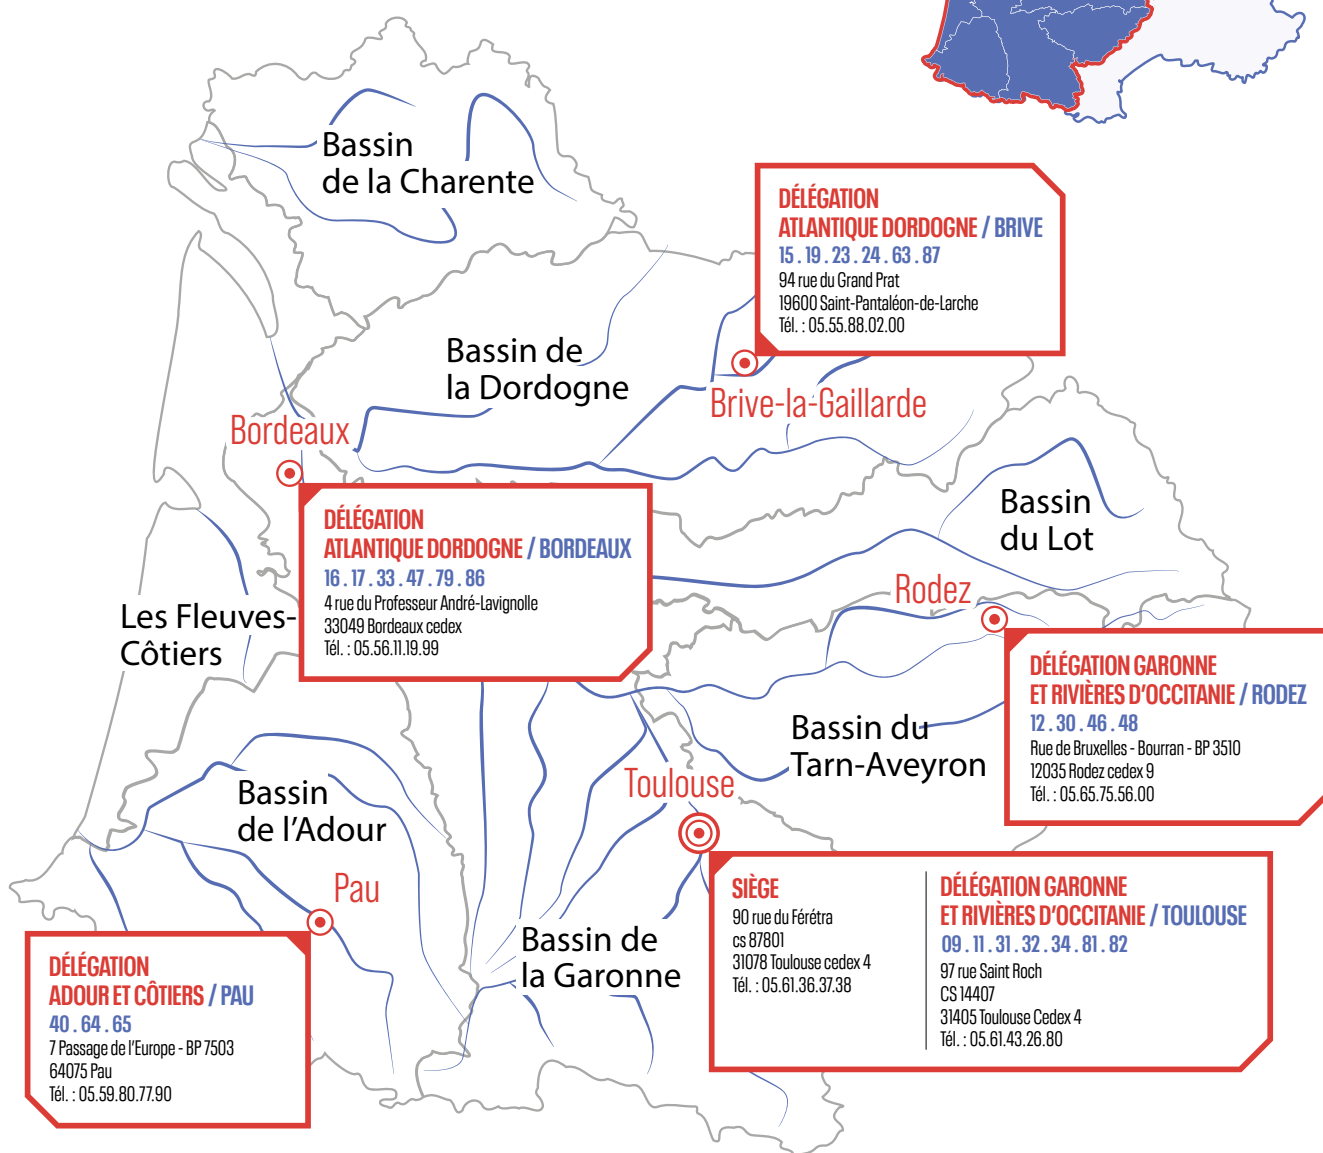 Bassin
de la Charente
DÉLÉGATION
ATLANTIQUE DORDOGNE / BRIVE
15 . 19 . 23 . 24 . 63 . 87
94 rue du Grand Prat
19600 Saint-Pantaléon-de-Larche
Tél. : 05.55.88.02.00
Bassin de
la Dordogne
Brive-la-Gaillarde
Bordeaux
DÉLÉGATION
ATLANTIQUE DORDOGNE / BORDEAUX
16 . 17 . 33 . 47 . 79 . 86
4 rue du Professeur André-Lavignolle
33049 Bordeaux cedex
Tél. : 05.56.11.19.99
Bassin
du Lot
Les Fleuves-
Côtiers
Rodez
DÉLÉGATION GARONNE
ET RIVIÈRES D'OCCITANIE / RODEZ
12 . 30 . 46 . 48
Rue de Bruxelles - Bourran - BP 3510
12035 Rodez cedex 9
Tél. : 05.65.75.56.00
Bassin du
Tarn-Aveyron
Toulouse
Bassin
de l'Adour
Pau
SIÈGE
90 rue du Férétra
cs 87801
31078 Toulouse cedex 4
Tél. : 05.61.36.37.38
DÉLÉGATION GARONNE
ET RIVIÈRES D'OCCITANIE / TOULOUSE
09 . 11 . 31 . 32 . 34 . 81 . 82
97 rue Saint Roch
CS 14407
31405 Toulouse Cedex 4
Tél. : 05.61.43.26.80
Bassin de
la Garonne
DÉLÉGATION
ADOUR ET CÔTIERS / PAU
40 . 64 . 65
7 Passage de l'Europe - BP 7503
64075 Pau
Tél. : 05.59.80.77.90